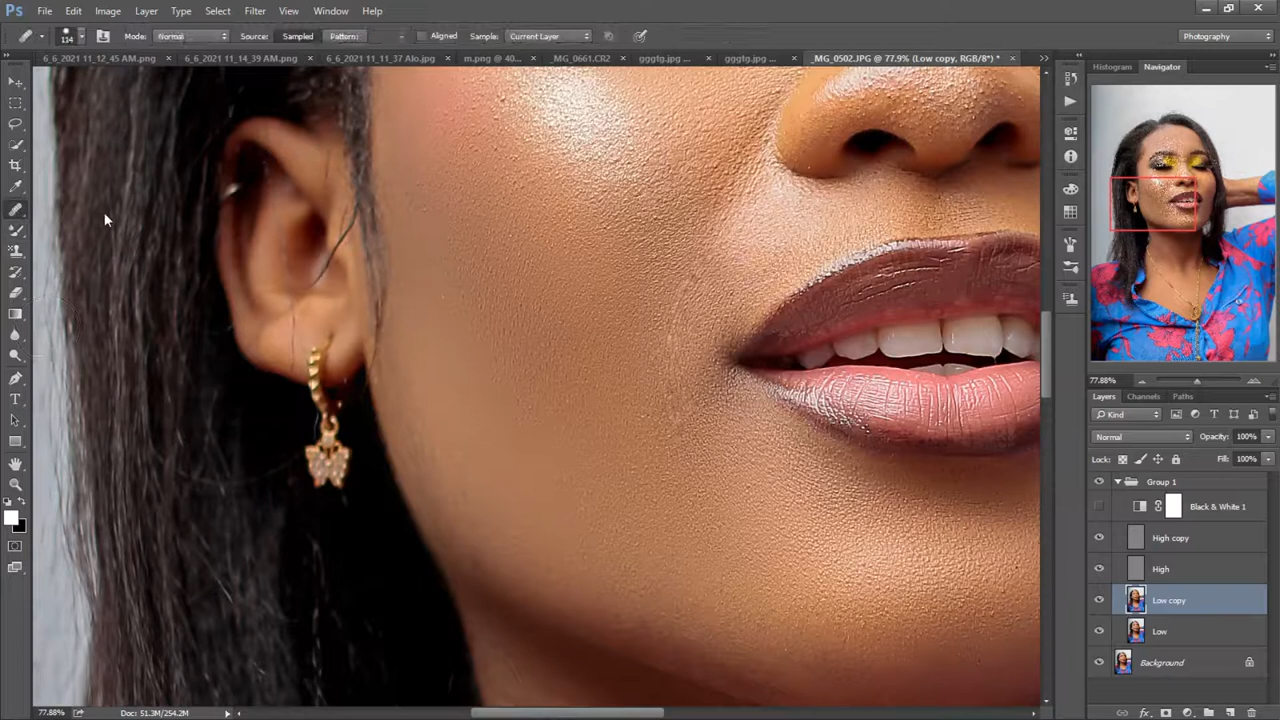 Ps File Edit Image Layer Type Select Filter View Window Help
114 Mode: Normal Source: Sampled Pattern: Aligned Sample: Current Layer Photography
6_6_2021 11_12_45 AM.png × 6_6_2021 11_14_39 AM.png × 6_6_2021 11_11_37 Alo.jpg × m.png @ 40... × _MG_0661.CR2 × gggfg.jpg ... × gggfg.jpg ... × _MG_0502.JPG @ 77.9% (Low copy, RGB/8*) * ×
Histogram Navigator
77.88%
Layers Channels Paths
Kind
Normal Opacity: 100%
Lock: Fill: 100%
Group 1
Black & White 1
High copy
High
Low copy
Low
Background
77.88% Doc: 51.3M/254.2M